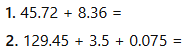 1. 45.72 + 8.36 =
2. 129.45 + 3.5 + 0.075 =